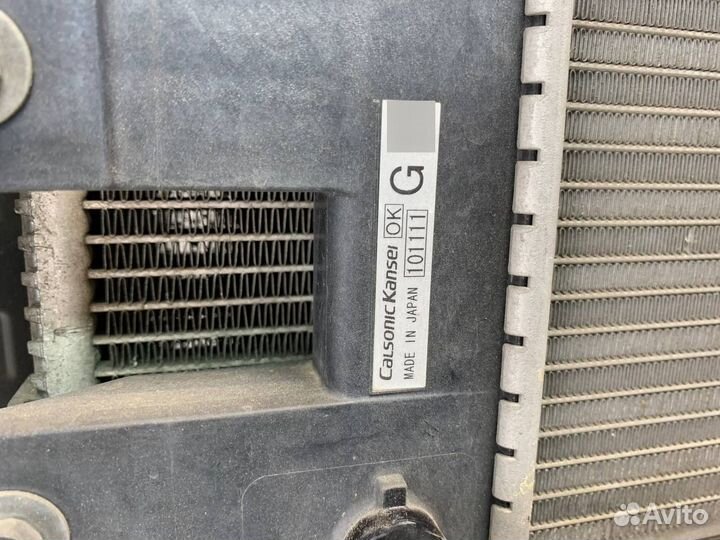 G
Calsonic Kansei OK
MADE IN JAPAN 101111
Avito